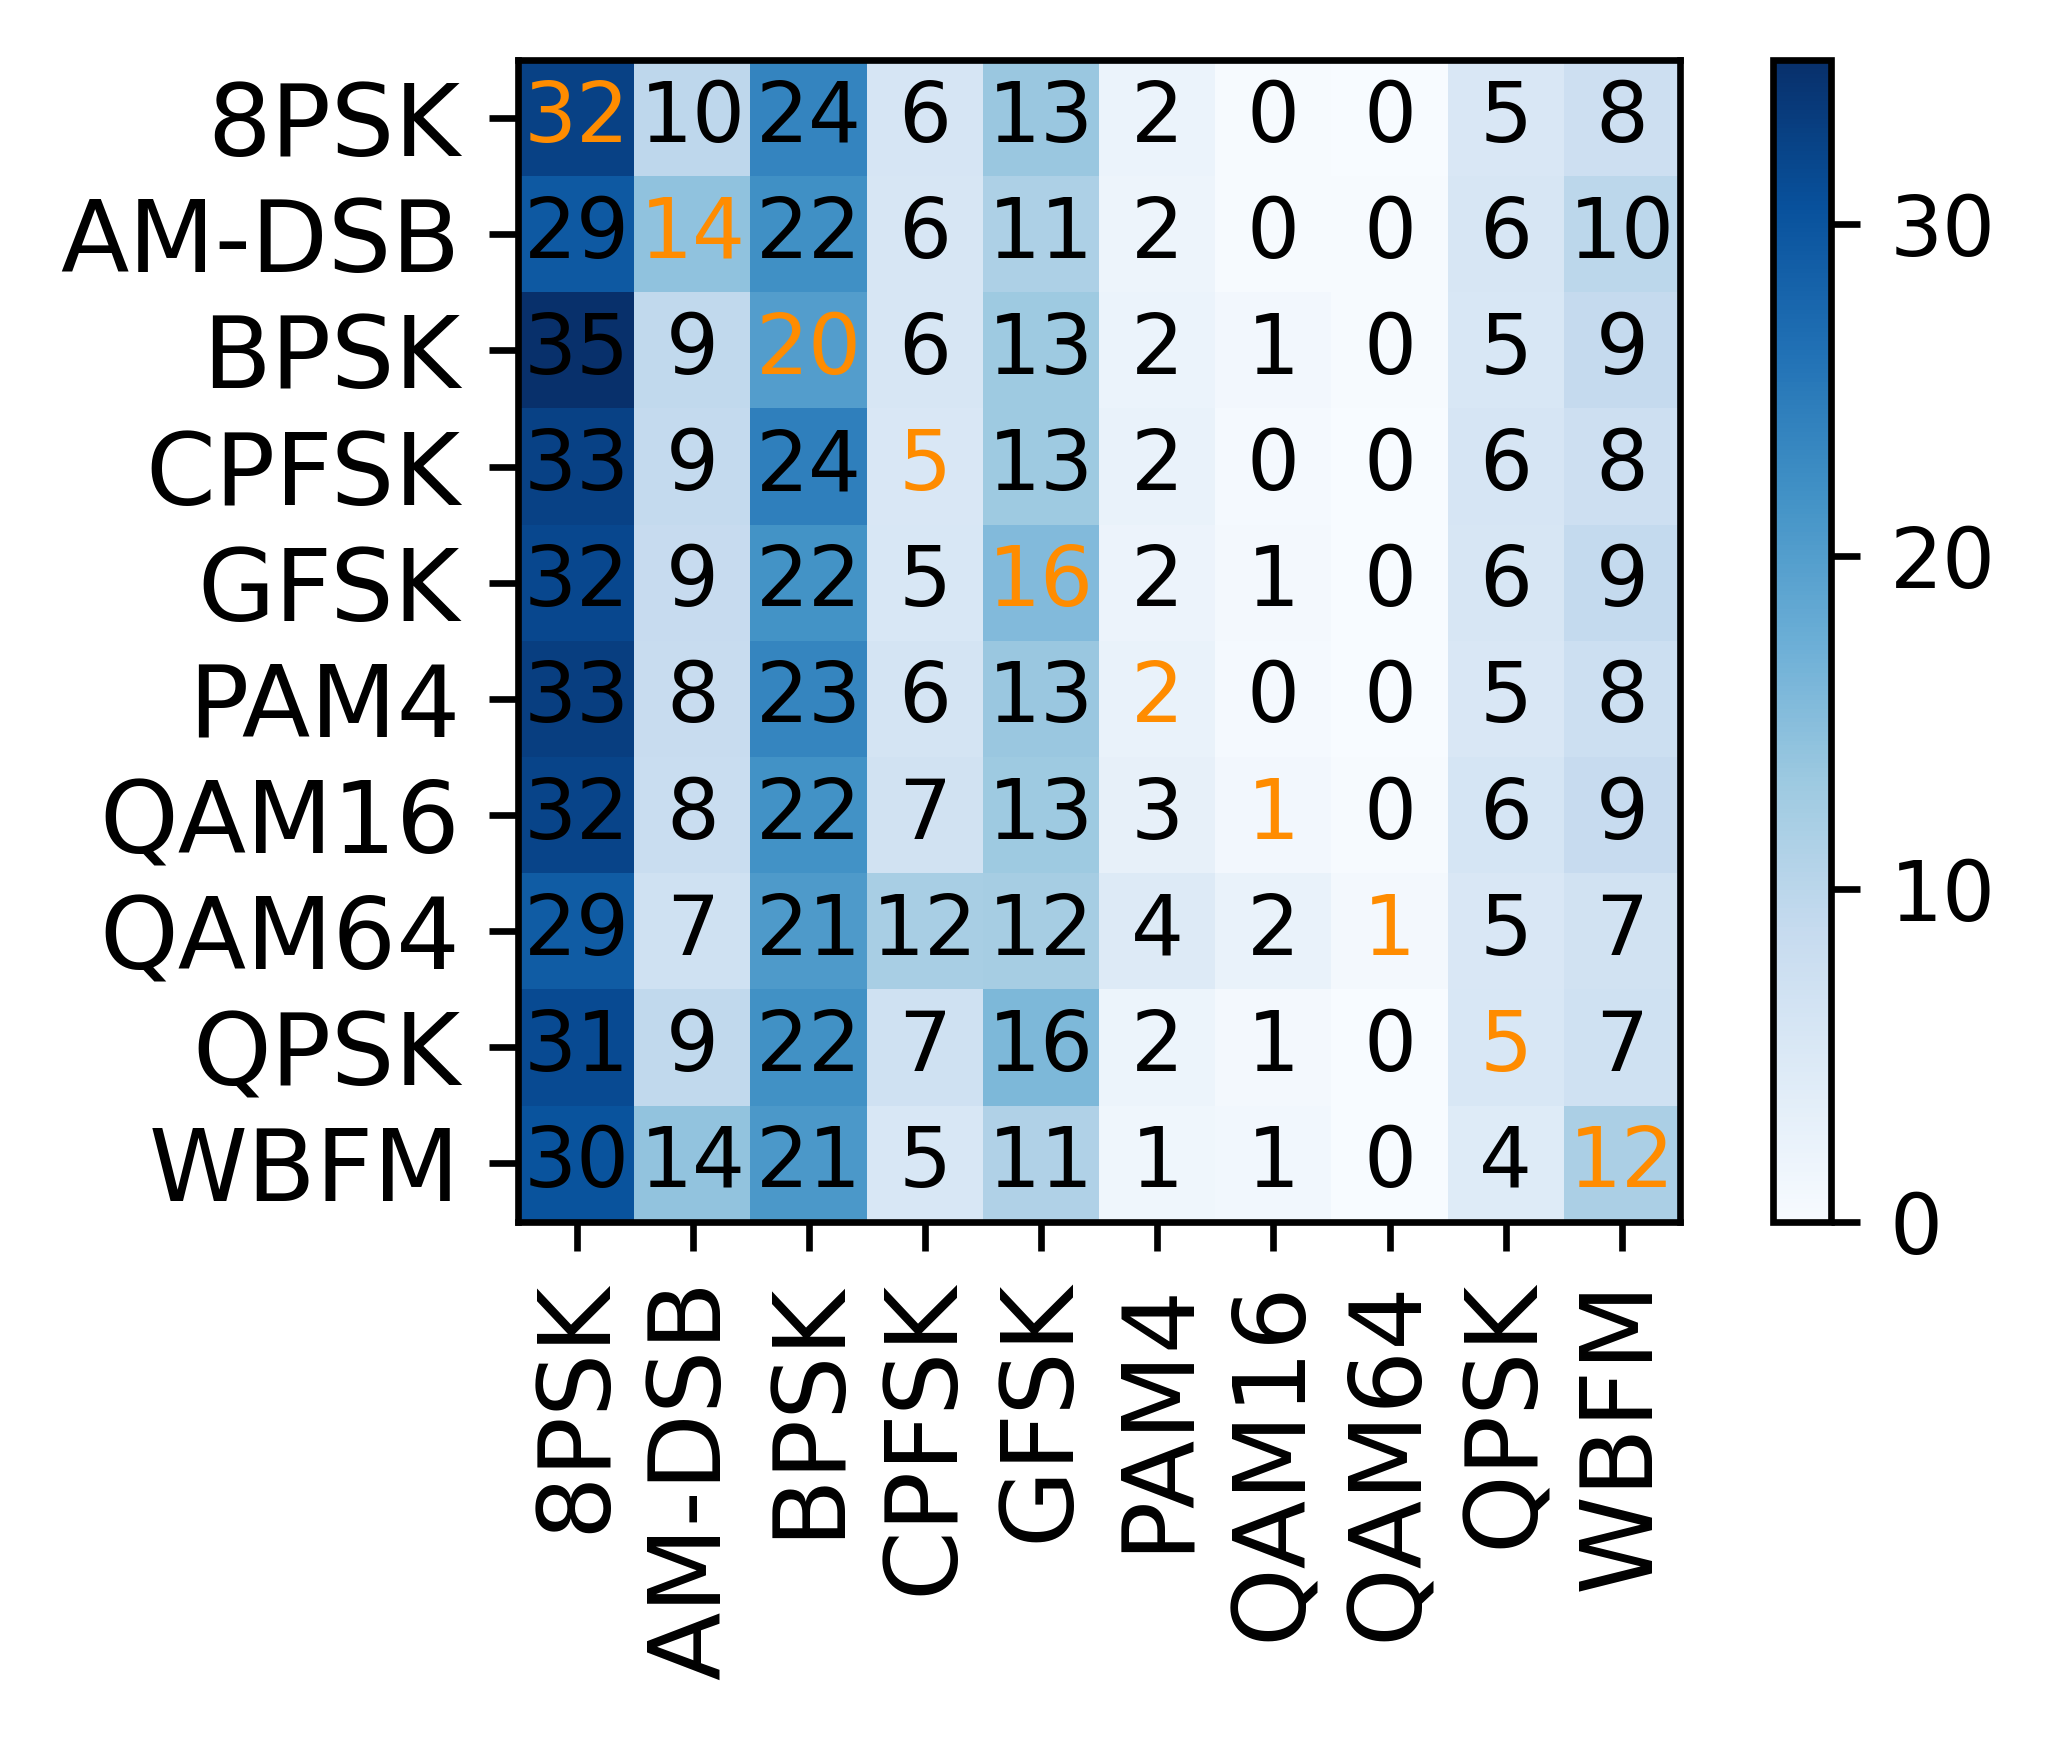 8PSK 32 10 24 6 13 2 0 0 5 8
AM-DSB 29 14 22 6 11 2 0 0 6 10
BPSK 35 9 20 6 13 2 1 0 5 9
CPFSK 33 9 24 5 13 2 0 0 6 8
GFSK 32 9 22 5 16 2 1 0 6 9
PAM4 33 8 23 6 13 2 0 0 5 8
QAM16 32 8 22 7 13 3 1 0 6 9
QAM64 29 7 21 12 12 4 2 1 5 7
QPSK 31 9 22 7 16 2 1 0 5 7
WBFM 30 14 21 5 11 1 1 0 4 12
8PSK
AM-DSB
BPSK
CPFSK
GFSK
PAM4
QAM16
QAM64
QPSK
WBFM
30
20
10
0